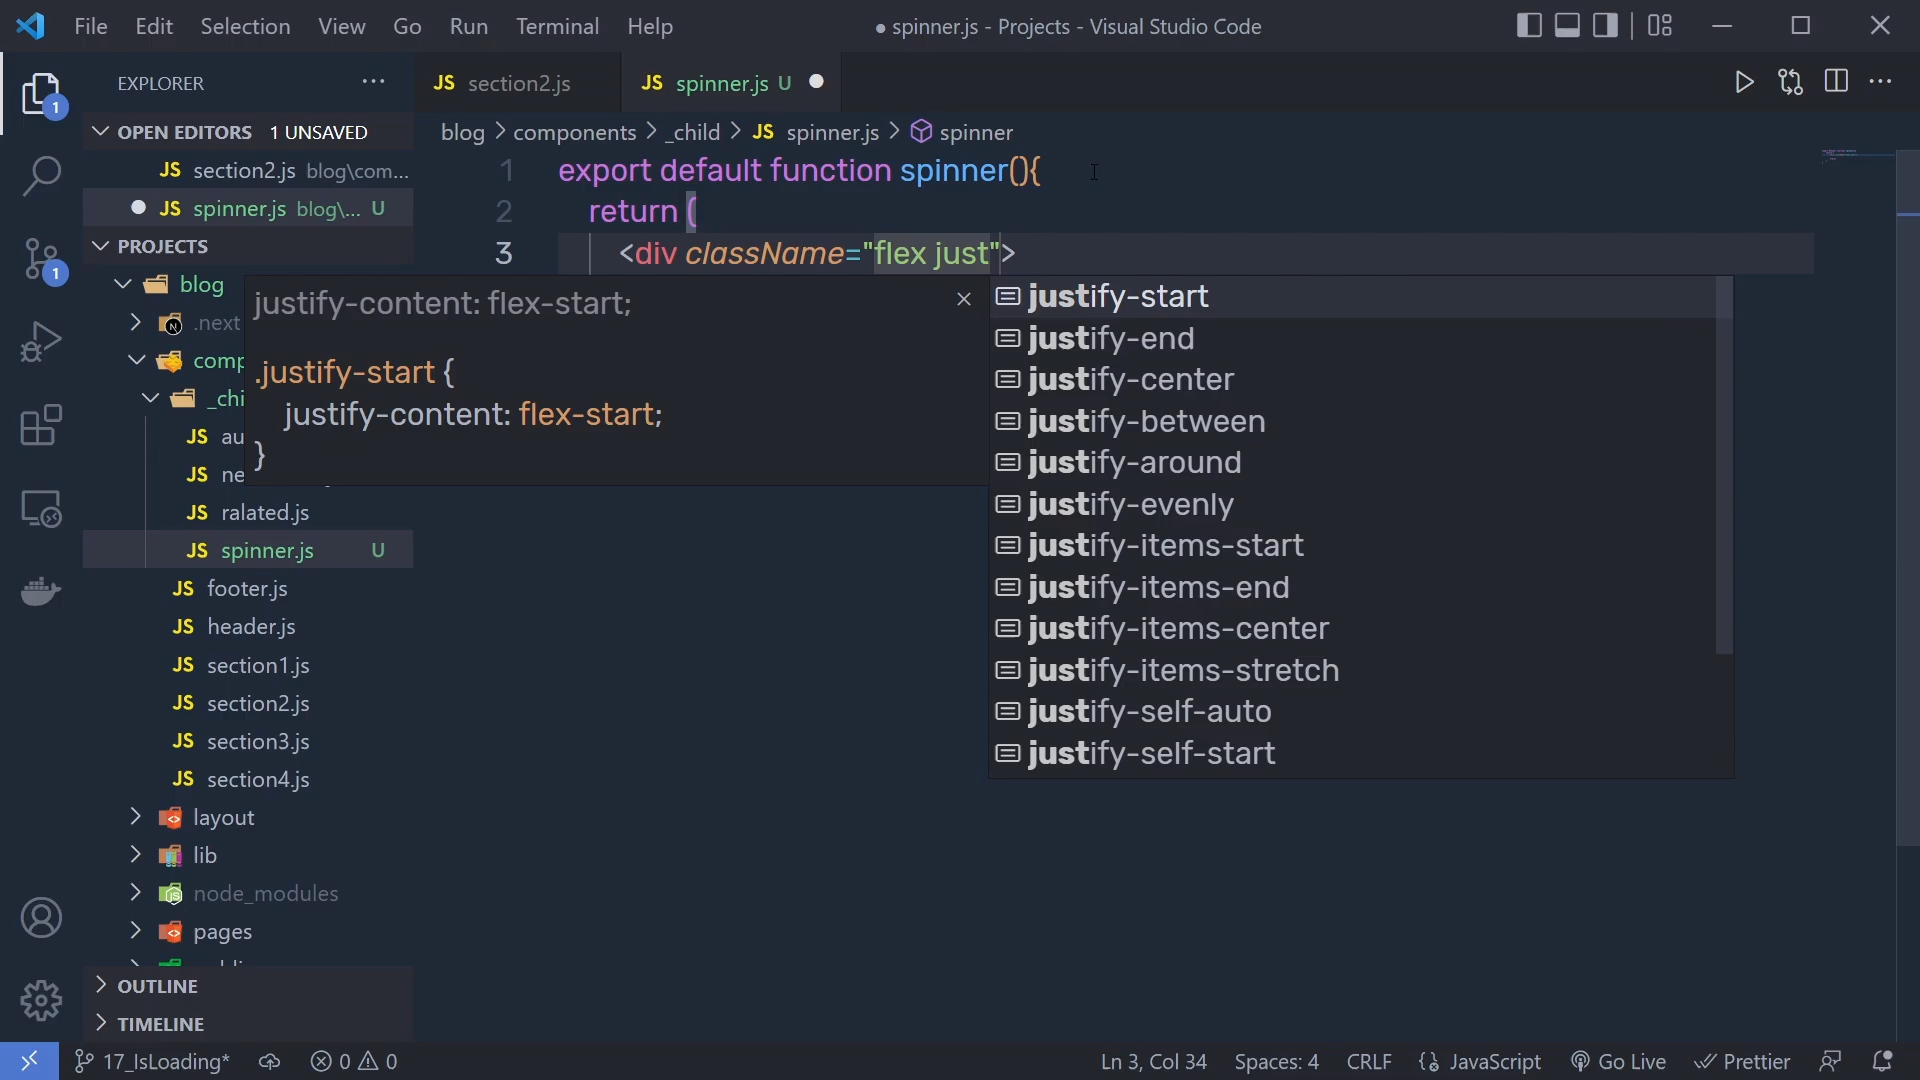 File Edit Selection View Go Run Terminal Help
● spinner.js - Projects - Visual Studio Code
EXPLORER
JS section2.js
JS spinner.js U
OPEN EDITORS 1 UNSAVED
JS section2.js blog\com...
JS spinner.js blog\... U
PROJECTS
blog
.next
comp
_chi
JS au
JS ne
JS ralated.js
JS spinner.js U
JS footer.js
JS header.js
JS section1.js
JS section2.js
JS section3.js
JS section4.js
layout
lib
node_modules
pages
OUTLINE
TIMELINE
blog > components > _child > JS spinner.js > spinner
1 export default function spinner(){
2 return (
3 <div className="flex just">
justify-content: flex-start;
.justify-start {
justify-content: flex-start;
}
justify-start
justify-end
justify-center
justify-between
justify-around
justify-evenly
justify-items-start
justify-items-end
justify-items-center
justify-items-stretch
justify-self-auto
justify-self-start
1
1
17_IsLoading* 0 0
Ln 3, Col 34 Spaces: 4 CRLF {} JavaScript Go Live Prettier